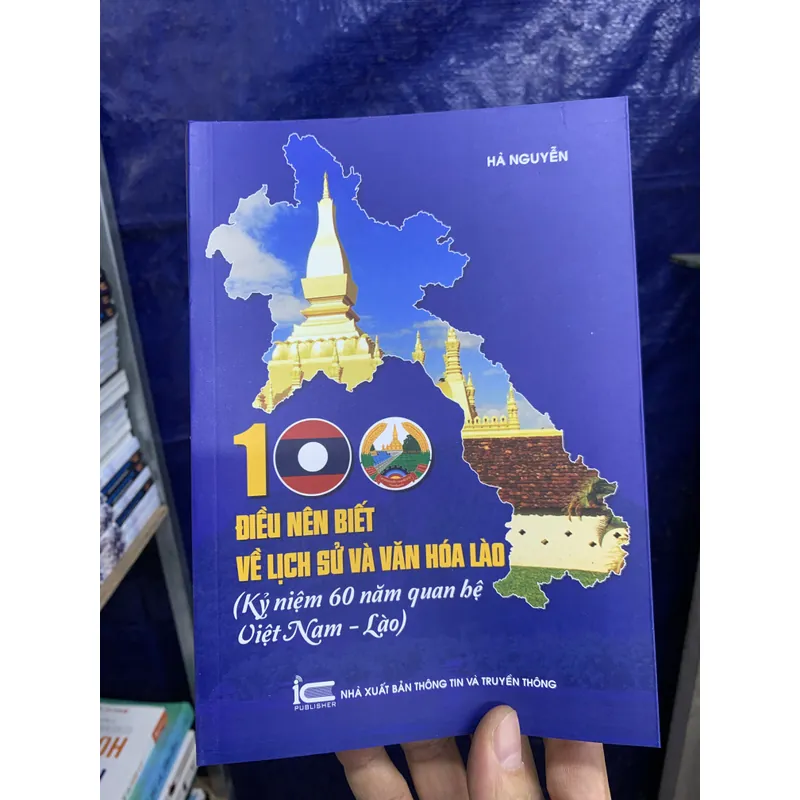 HÀ NGUYỄN
100
ĐIỀU NÊN BIẾT
VỀ LỊCH SỬ VÀ VĂN HÓA LÀO
(Kỷ niệm 60 năm quan hệ
Việt Nam - Lào)
ic
PUBLISHER
NHÀ XUẤT BẢN THÔNG TIN VÀ TRUYỀN THÔNG